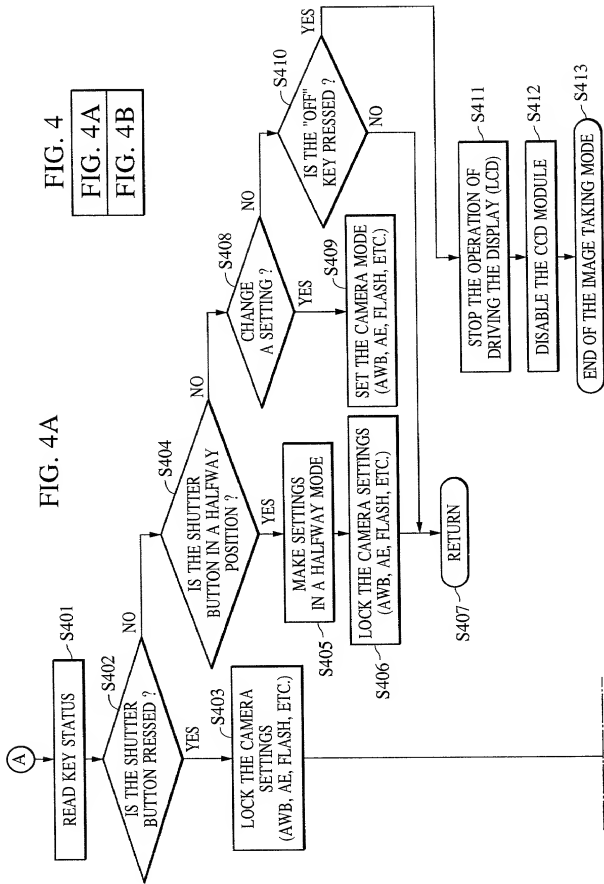 FIG. 4
FIG. 4A
FIG. 4B
FIG. 4A
A
S401
READ KEY STATUS
S402
IS THE SHUTTER
BUTTON PRESSED ?
NO
YES
S403
LOCK THE CAMERA
SETTINGS
(AWB, AE, FLASH, ETC.)
S404
IS THE SHUTTER
BUTTON IN A HALFWAY
POSITION ?
NO
YES
MAKE SETTINGS
IN A HALFWAY MODE
S405
LOCK THE CAMERA SETTINGS
(AWB, AE, FLASH, ETC.)
S406
RETURN
S407
S408
CHANGE
A SETTING ?
NO
YES
S409
SET THE CAMERA MODE
(AWB, AE, FLASH, ETC.)
S410
IS THE "OFF"
KEY PRESSED ?
YES
NO
S411
STOP THE OPERATION OF
DRIVING THE DISPLAY (LCD)
S412
DISABLE THE CCD MODULE
S413
END OF THE IMAGE TAKING MODE